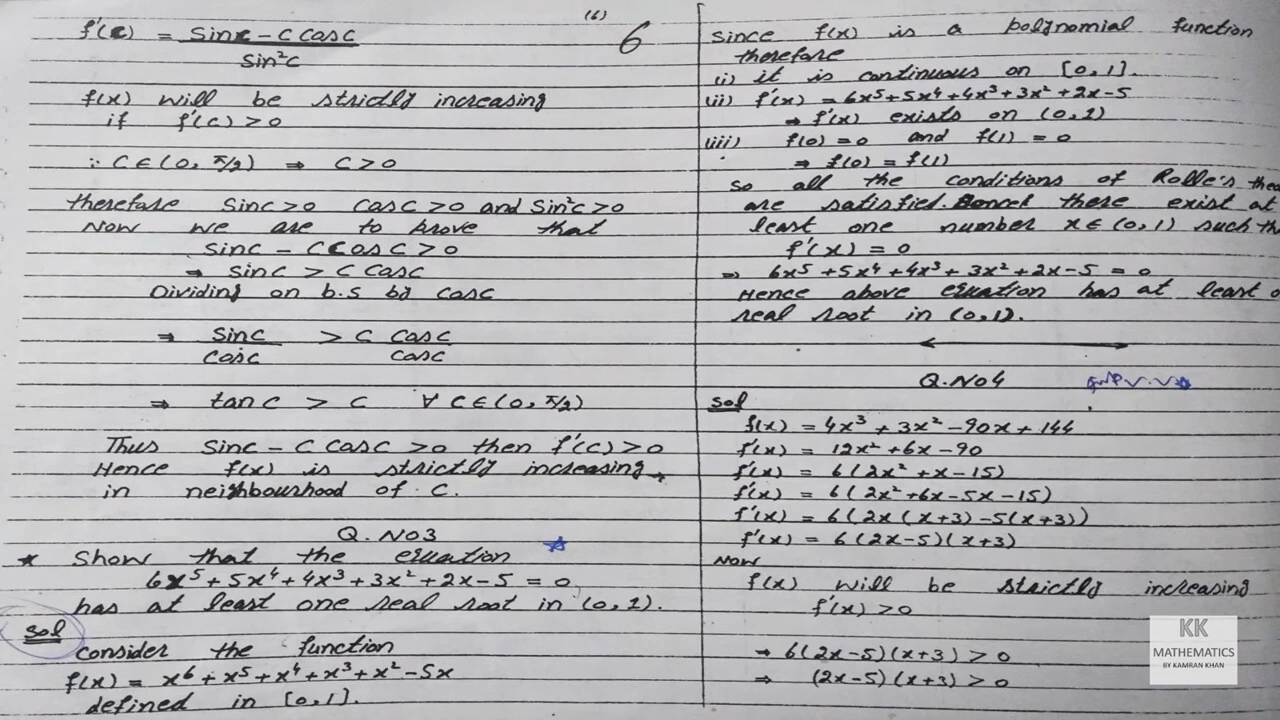 (6)
6
f'(c) = Sinc - C Cosc
Sin²c
f(x) will be strictly increasing
if f'(c) > 0
∵ C ∈ (0, π/2) ⇒ C > 0
therefore Sinc > 0 Cosc > 0 and Sin²c > 0
Now we are to prove that
Sinc - C Cosc > 0
⇒ Sinc > C Cosc
Dividing on b.s by Cosc
⇒ Sinc > C Cosc
Cosc Cosc
⇒ tanc > c ∀ C ∈ (0, π/2)
Thus Sinc - C Cosc > 0 then f'(c) > 0
Hence f(x) is strictly increasing
in neighbourhood of C.
Q.No3
* Show that the equation
6x⁵ + 5x⁴ + 4x³ + 3x² + 2x - 5 = 0
has at least one real root in (0, 1).
Sol
Consider the function
f(x) = x⁶ + x⁵ + x⁴ + x³ + x² - 5x
defined in [0, 1].
Since f(x) is a polynomial function
therefore
(i) it is continuous on [0, 1].
(ii) f'(x) = 6x⁵ + 5x⁴ + 4x³ + 3x² + 2x - 5
⇒ f'(x) exists on (0, 1)
(iii) f(0) = 0 and f(1) = 0
⇒ f(0) = f(1)
So all the conditions of Rolle's theo
are satisfied. Hence there exist at
least one number x ∈ (0, 1) such th
f'(x) = 0
⇒ 6x⁵ + 5x⁴ + 4x³ + 3x² + 2x - 5 = 0
Hence above equation has at least o
real root in (0, 1).
Q.No4
Sol
f(x) = 4x³ + 3x² - 90x + 144
f'(x) = 12x² + 6x - 90
f'(x) = 6(2x² + x - 15)
f'(x) = 6(2x² + 6x - 5x - 15)
f'(x) = 6(2x(x+3) - 5(x+3))
f'(x) = 6(2x-5)(x+3)
Now
f(x) will be strictly increasing
f'(x) > 0
⇒ 6(2x-5)(x+3) > 0
⇒ (2x-5)(x+3) > 0
KK
MATHEMATICS
BY KAMRAN KHAN